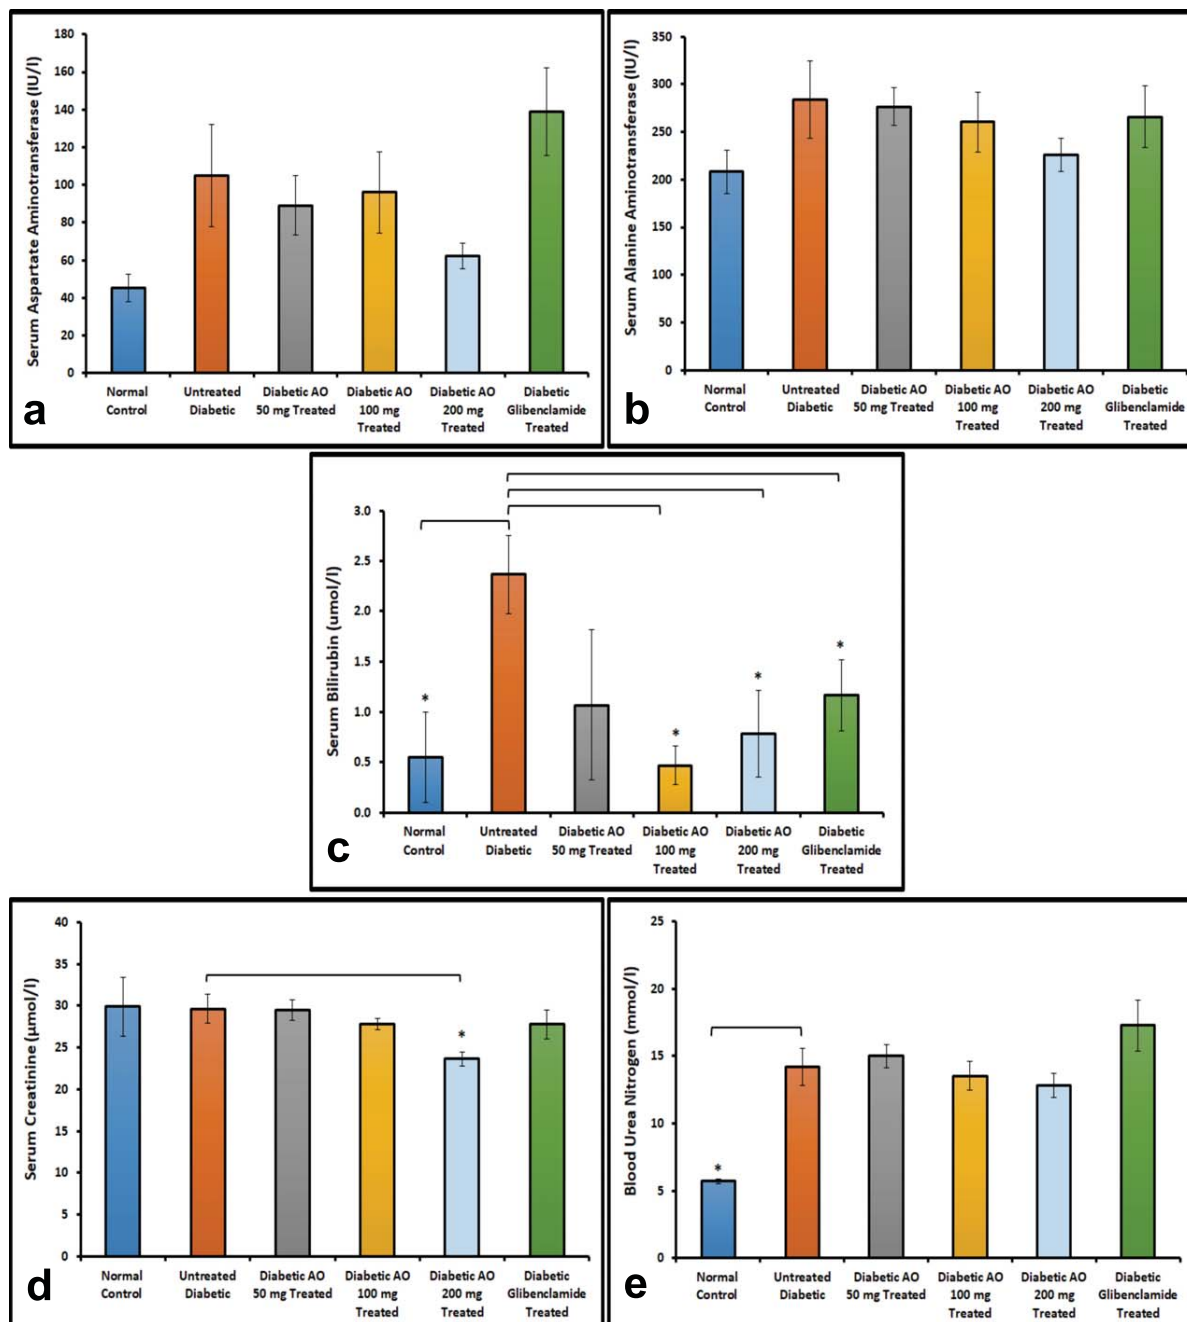 Serum Aspartate Aminotransferase (IU/l)
180
160
140
120
100
80
60
40
20
0
Normal Control
Untreated Diabetic
Diabetic AO 50 mg Treated
Diabetic AO 100 mg Treated
Diabetic AO 200 mg Treated
Diabetic Glibenclamide Treated
a
Serum Alanine Aminotransferase (IU/l)
350
300
250
200
150
100
50
0
Normal Control
Untreated Diabetic
Diabetic AO 50 mg Treated
Diabetic AO 100 mg Treated
Diabetic AO 200 mg Treated
Diabetic Glibenclamide Treated
b
Serum Bilirubin (umol/l)
3.0
2.5
2.0
1.5
1.0
0.5
0.0
*
*
*
*
Normal Control
Untreated Diabetic
Diabetic AO 50 mg Treated
Diabetic AO 100 mg Treated
Diabetic AO 200 mg Treated
Diabetic Glibenclamide Treated
c
Serum Creatinine (µmol/l)
40
35
30
25
20
15
10
5
0
*
Normal Control
Untreated Diabetic
Diabetic AO 50 mg Treated
Diabetic AO 100 mg Treated
Diabetic AO 200 mg Treated
Diabetic Glibenclamide Treated
d
Blood Urea Nitrogen (mmol/l)
25
20
15
10
5
0
*
Normal Control
Untreated Diabetic
Diabetic AO 50 mg Treated
Diabetic AO 100 mg Treated
Diabetic AO 200 mg Treated
Diabetic Glibenclamide Treated
e